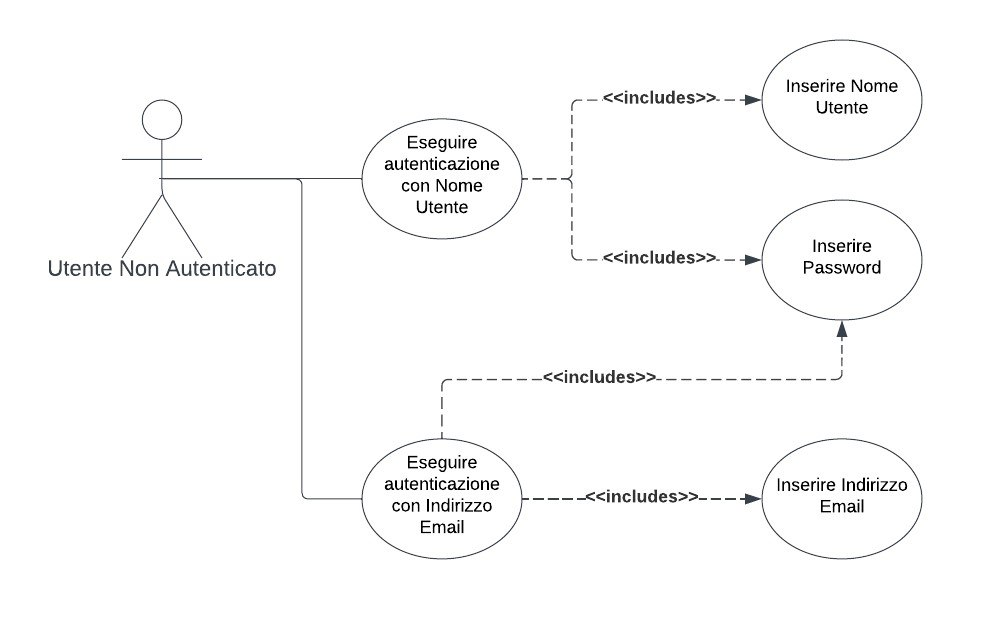 Inserire Nome
Utente
<<includes>>
Eseguire
autenticazione
con Nome
Utente
Utente Non Autenticato
<<includes>>
Inserire
Password
<<includes>>
Eseguire
autenticazione
con Indirizzo
Email
<<includes>>
Inserire Indirizzo
Email